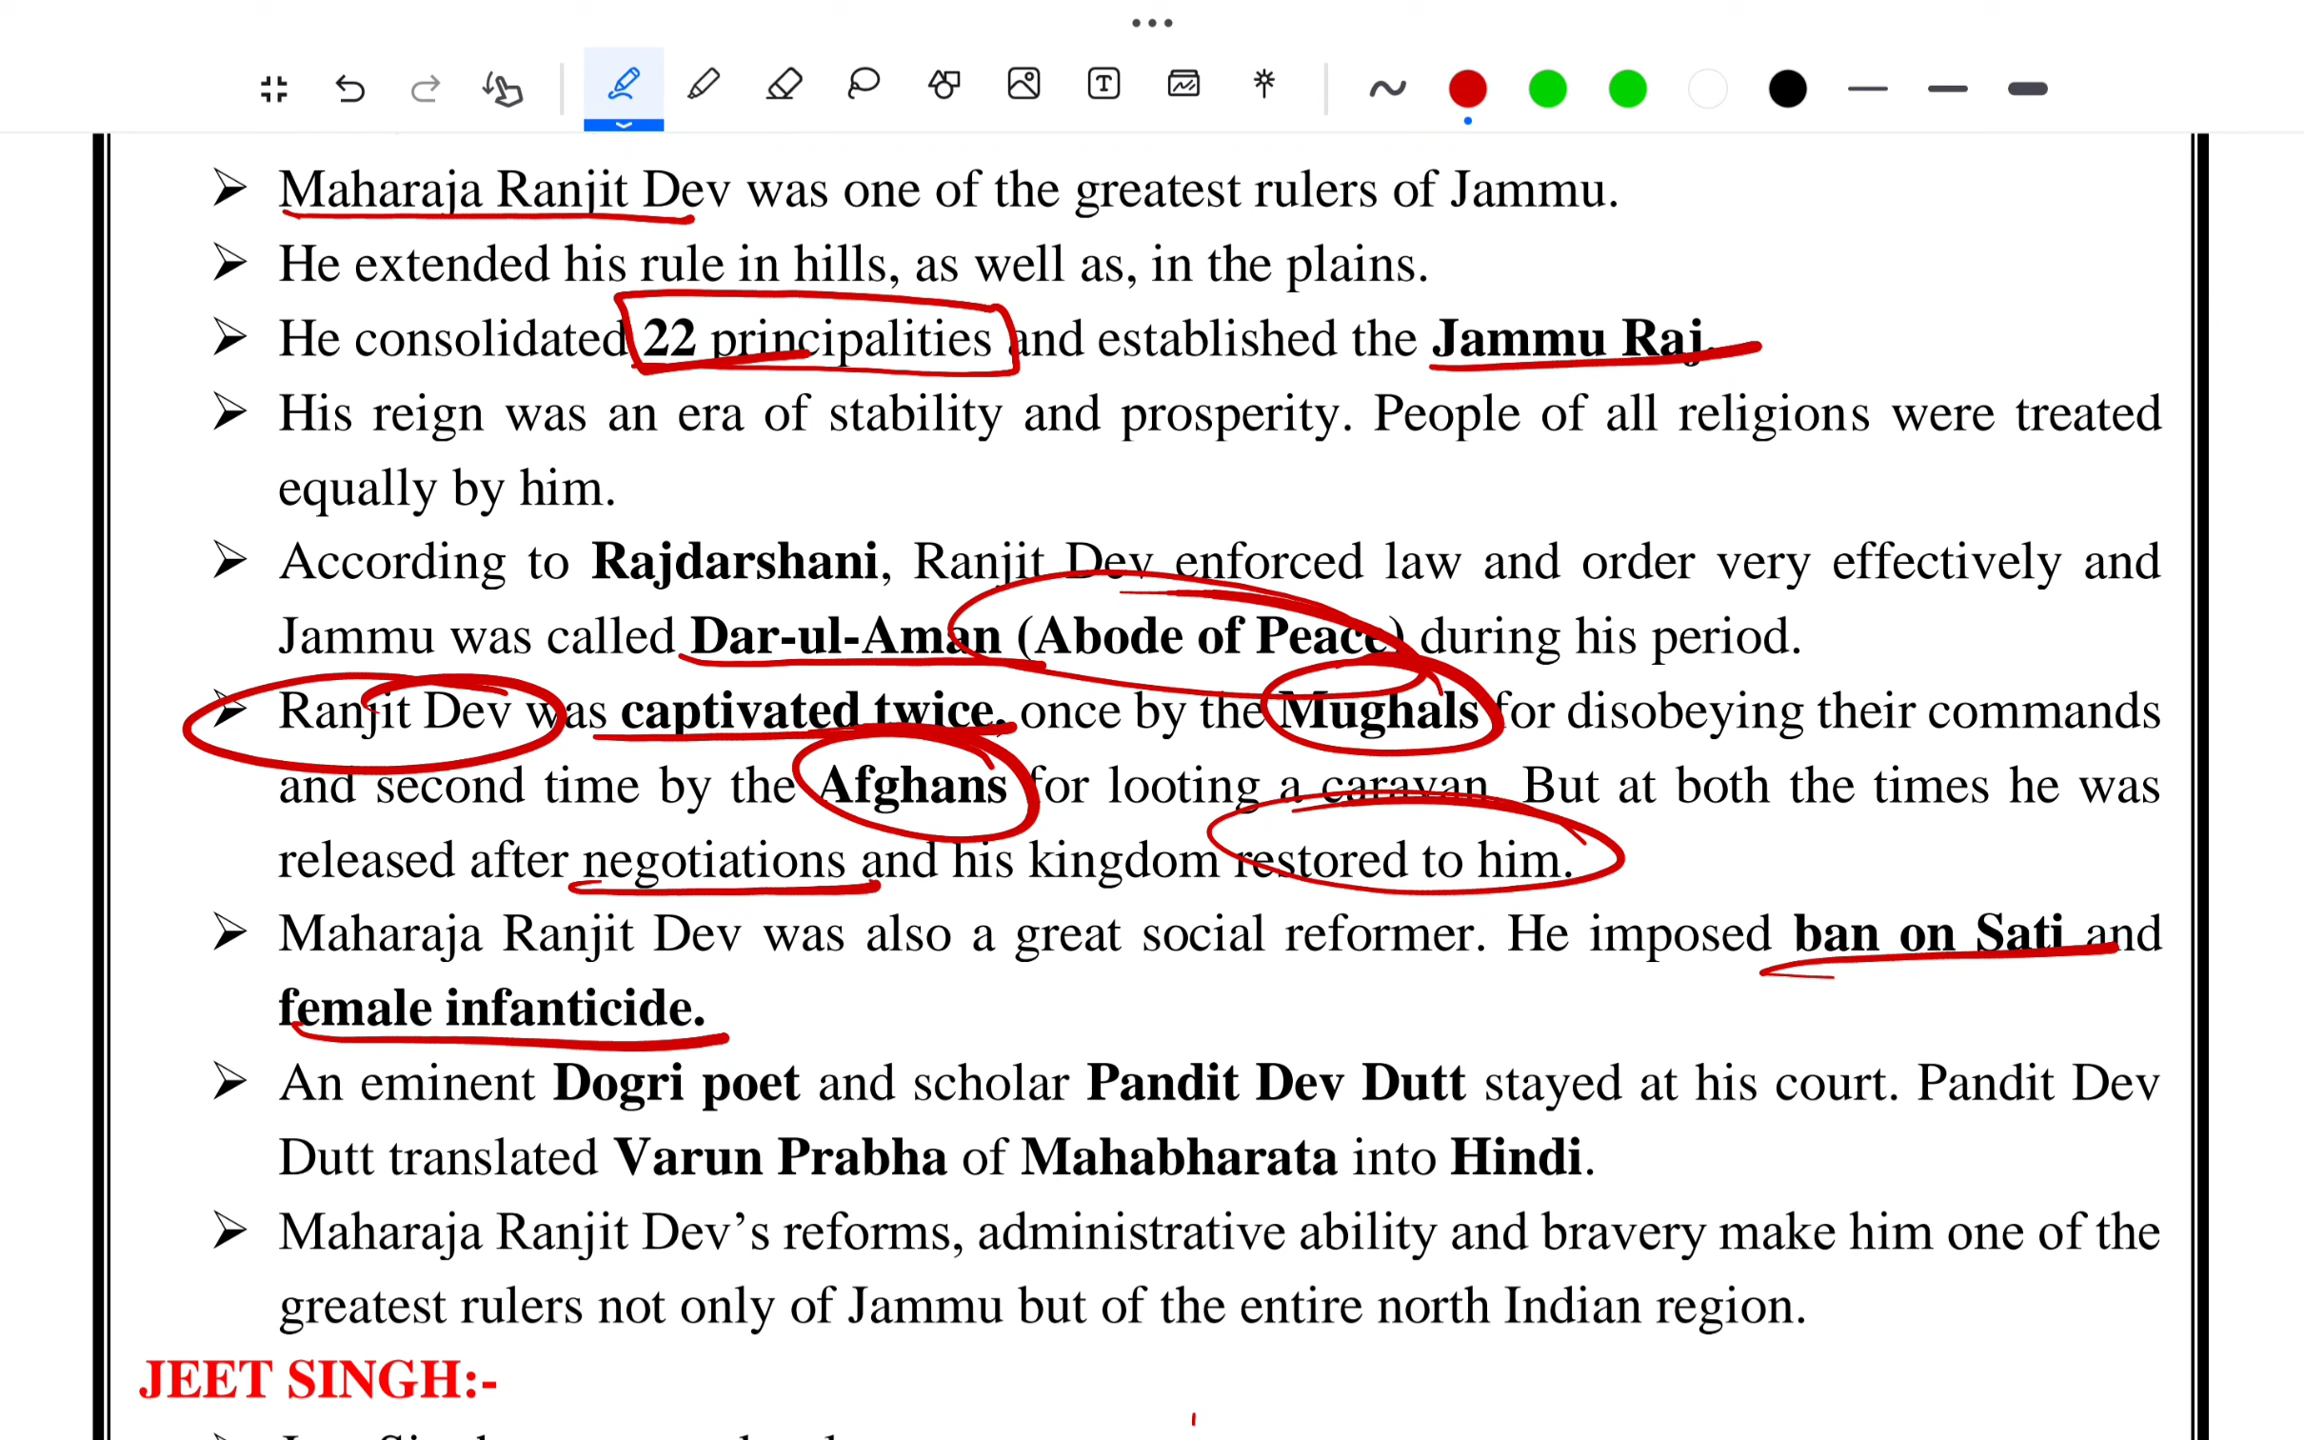 ➢ Maharaja Ranjit Dev was one of the greatest rulers of Jammu.
➢ He extended his rule in hills, as well as, in the plains.
➢ He consolidated 22 principalities and established the Jammu Raj.
➢ His reign was an era of stability and prosperity. People of all religions were treated
equally by him.
➢ According to Rajdarshani, Ranjit Dev enforced law and order very effectively and
Jammu was called Dar-ul-Aman (Abode of Peace) during his period.
➢ Ranjit Dev was captivated twice, once by the Mughals for disobeying their commands
and second time by the Afghans for looting a caravan. But at both the times he was
released after negotiations and his kingdom restored to him.
➢ Maharaja Ranjit Dev was also a great social reformer. He imposed ban on Sati and
female infanticide.
➢ An eminent Dogri poet and scholar Pandit Dev Dutt stayed at his court. Pandit Dev
Dutt translated Varun Prabha of Mahabharata into Hindi.
➢ Maharaja Ranjit Dev’s reforms, administrative ability and bravery make him one of the
greatest rulers not only of Jammu but of the entire north Indian region.
JEET SINGH:-